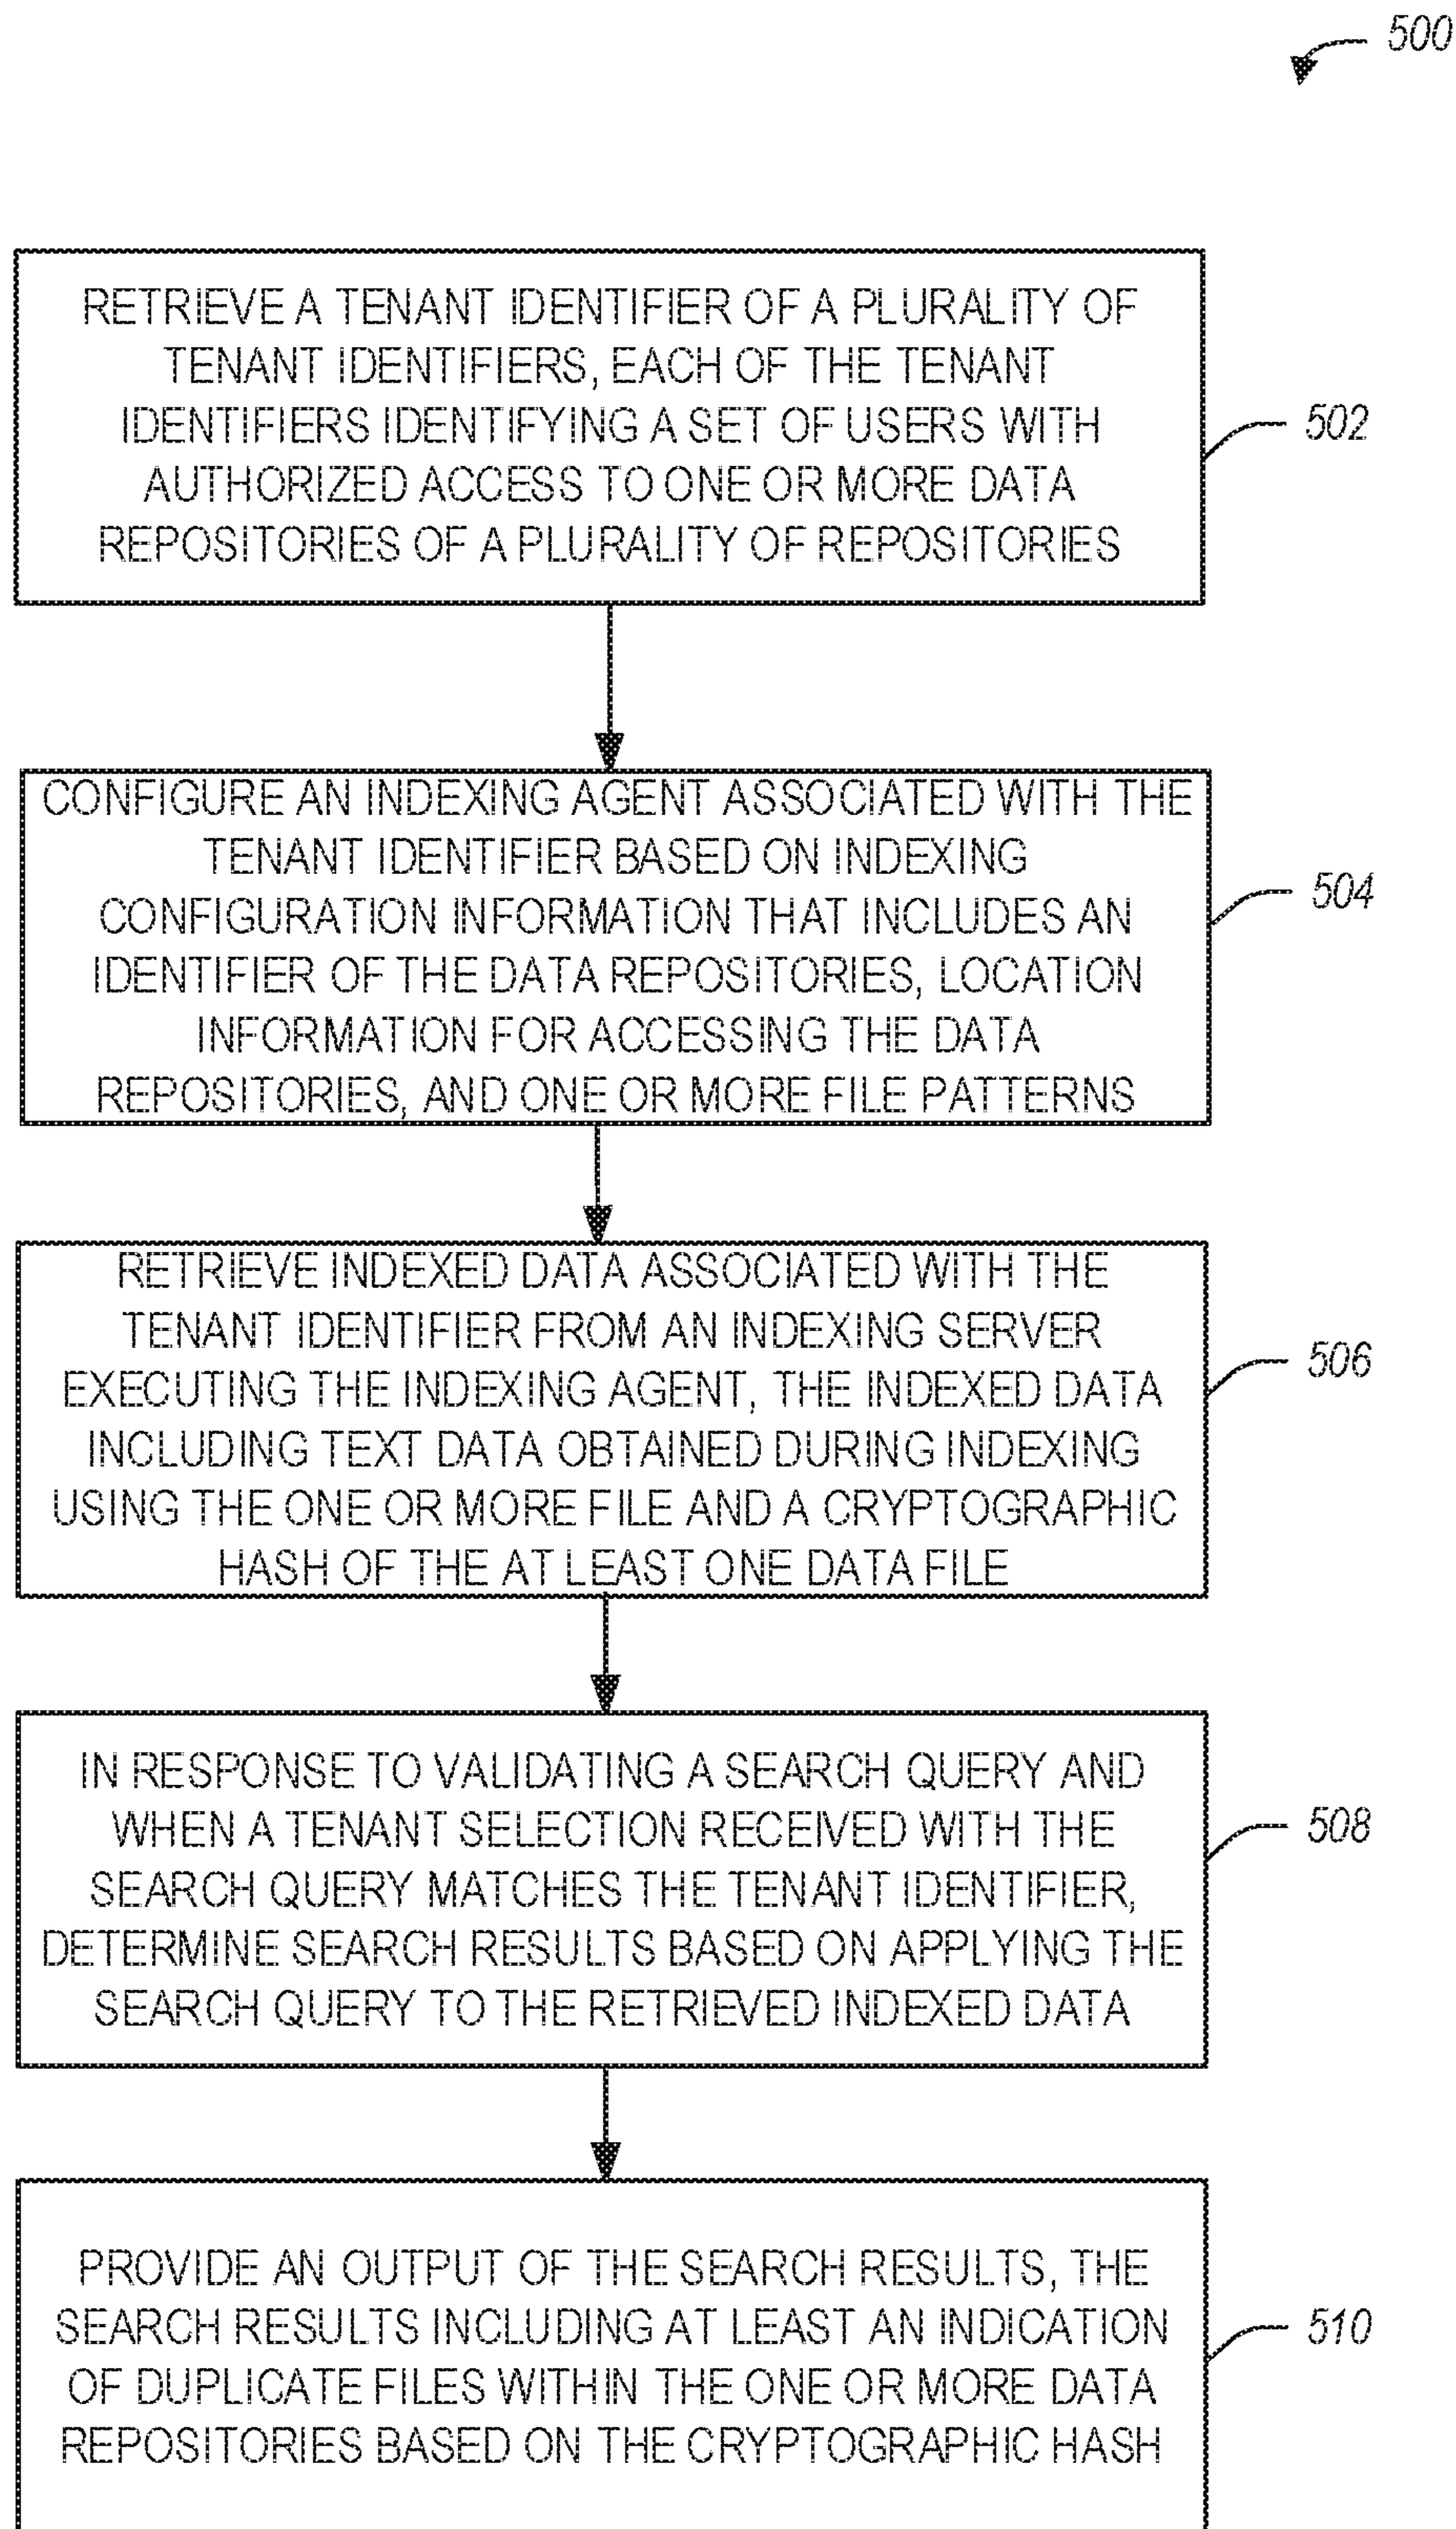 500
RETRIEVE A TENANT IDENTIFIER OF A PLURALITY OF
TENANT IDENTIFIERS, EACH OF THE TENANT
IDENTIFIERS IDENTIFYING A SET OF USERS WITH
AUTHORIZED ACCESS TO ONE OR MORE DATA
REPOSITORIES OF A PLURALITY OF REPOSITORIES
502
CONFIGURE AN INDEXING AGENT ASSOCIATED WITH THE
TENANT IDENTIFIER BASED ON INDEXING
CONFIGURATION INFORMATION THAT INCLUDES AN
IDENTIFIER OF THE DATA REPOSITORIES, LOCATION
INFORMATION FOR ACCESSING THE DATA
REPOSITORIES, AND ONE OR MORE FILE PATTERNS
504
RETRIEVE INDEXED DATA ASSOCIATED WITH THE
TENANT IDENTIFIER FROM AN INDEXING SERVER
EXECUTING THE INDEXING AGENT, THE INDEXED DATA
INCLUDING TEXT DATA OBTAINED DURING INDEXING
USING THE ONE OR MORE FILE AND A CRYPTOGRAPHIC
HASH OF THE AT LEAST ONE DATA FILE
506
IN RESPONSE TO VALIDATING A SEARCH QUERY AND
WHEN A TENANT SELECTION RECEIVED WITH THE
SEARCH QUERY MATCHES THE TENANT IDENTIFIER,
DETERMINE SEARCH RESULTS BASED ON APPLYING THE
SEARCH QUERY TO THE RETRIEVED INDEXED DATA
508
PROVIDE AN OUTPUT OF THE SEARCH RESULTS, THE
SEARCH RESULTS INCLUDING AT LEAST AN INDICATION
OF DUPLICATE FILES WITHIN THE ONE OR MORE DATA
REPOSITORIES BASED ON THE CRYPTOGRAPHIC HASH
510